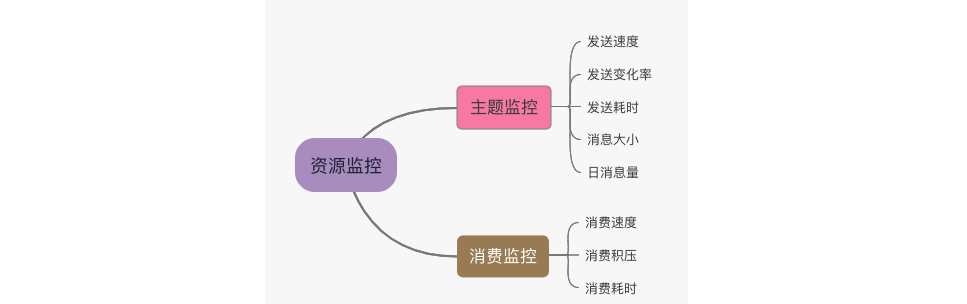 资源监控
主题监控
发送速度
发送变化率
发送耗时
消息大小
日消息量
消费监控
消费速度
消费积压
消费耗时